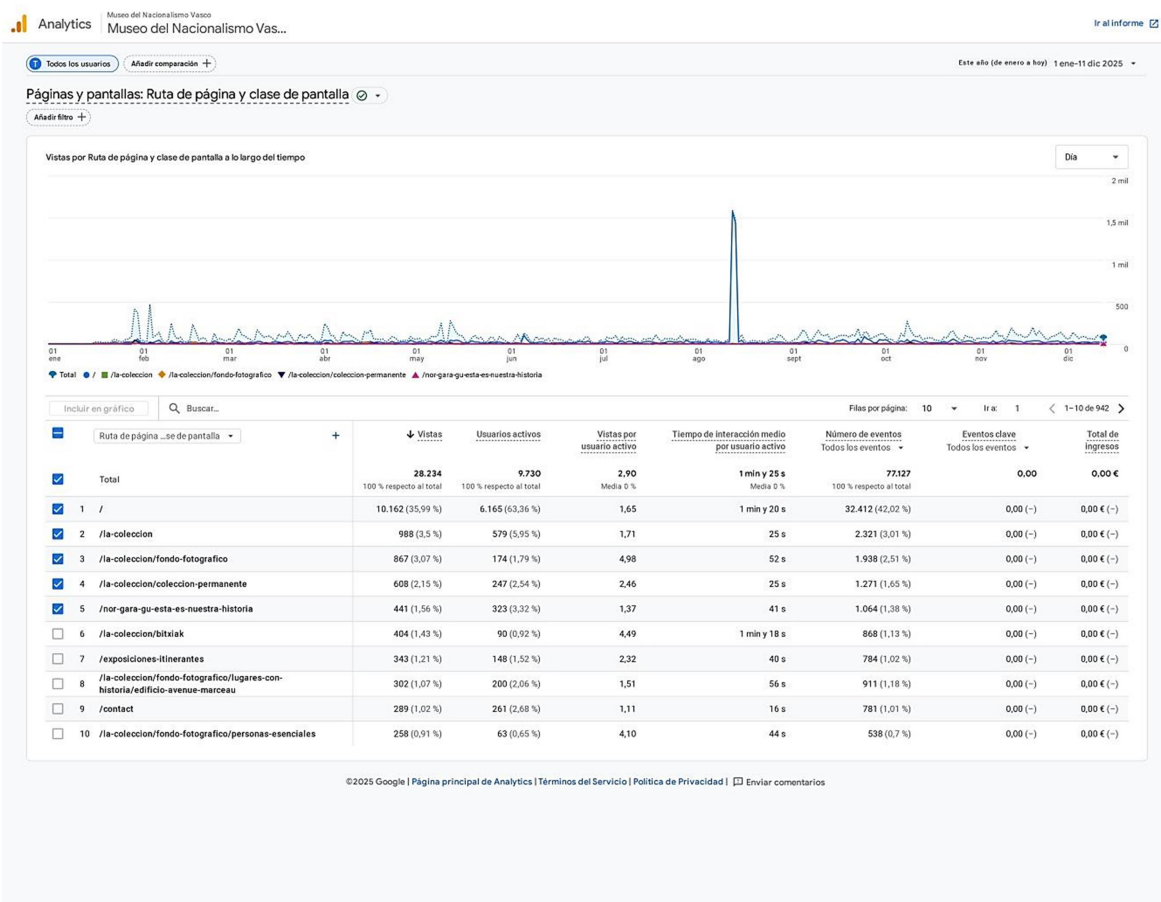 Analytics
Museo del Nacionalismo Vasco
Museo del Nacionalismo Vas...
Ir al informe
T Todos los usuarios
Añadir comparación +
Este año (de enero a hoy) 1 ene-11 dic 2025
Páginas y pantallas: Ruta de página y clase de pantalla
Añadir filtro +
Vistas por Ruta de página y clase de pantalla a lo largo del tiempo
Día
2 mil
1,5 mil
1 mil
500
0
01 01 01 01 01 01 01 01 01 01 01 01
ene feb mar abr may jun jul ago sept oct nov dic
Total / /la-coleccion /la-coleccion/fondo-fotografico /la-coleccion/coleccion-permanente /nor-gara-gu-esta-es-nuestra-historia
Incluir en gráfico Buscar... Filas por página: 10 Ir a: 1 < 1-10 de 942 >
Ruta de página ...se de pantalla + ↓ Vistas Usuarios activos Vistas por usuario activo Tiempo de interacción medio por usuario activo Número de eventos Todos los eventos Eventos clave Todos los eventos Total de ingresos
Total 28.234 9.730 2,90 1 min y 25 s 77.127 0,00 0,00 €
100 % respecto al total 100 % respecto al total Media 0 % Media 0 % 100 % respecto al total
1 / 10.162 (35,99 %) 6.165 (63,36 %) 1,65 1 min y 20 s 32.412 (42,02 %) 0,00 (-) 0,00 € (-)
2 /la-coleccion 988 (3,5 %) 579 (5,95 %) 1,71 25 s 2.321 (3,01 %) 0,00 (-) 0,00 € (-)
3 /la-coleccion/fondo-fotografico 867 (3,07 %) 174 (1,79 %) 4,98 52 s 1.938 (2,51 %) 0,00 (-) 0,00 € (-)
4 /la-coleccion/coleccion-permanente 608 (2,15 %) 247 (2,54 %) 2,46 25 s 1.271 (1,65 %) 0,00 (-) 0,00 € (-)
5 /nor-gara-gu-esta-es-nuestra-historia 441 (1,56 %) 323 (3,32 %) 1,37 41 s 1.064 (1,38 %) 0,00 (-) 0,00 € (-)
6 /la-coleccion/bitxiak 404 (1,43 %) 90 (0,92 %) 4,49 1 min y 18 s 868 (1,13 %) 0,00 (-) 0,00 € (-)
7 /exposiciones-itinerantes 343 (1,21 %) 148 (1,52 %) 2,32 40 s 784 (1,02 %) 0,00 (-) 0,00 € (-)
8 /la-coleccion/fondo-fotografico/lugares-con-
historia/edificio-avenue-marceau 302 (1,07 %) 200 (2,06 %) 1,51 56 s 911 (1,18 %) 0,00 (-) 0,00 € (-)
9 /contact 289 (1,02 %) 261 (2,68 %) 1,11 16 s 781 (1,01 %) 0,00 (-) 0,00 € (-)
10 /la-coleccion/fondo-fotografico/personas-esenciales 258 (0,91 %) 63 (0,65 %) 4,10 44 s 538 (0,7 %) 0,00 (-) 0,00 € (-)
©2025 Google | Página principal de Analytics | Términos del Servicio | Política de Privacidad | Enviar comentarios